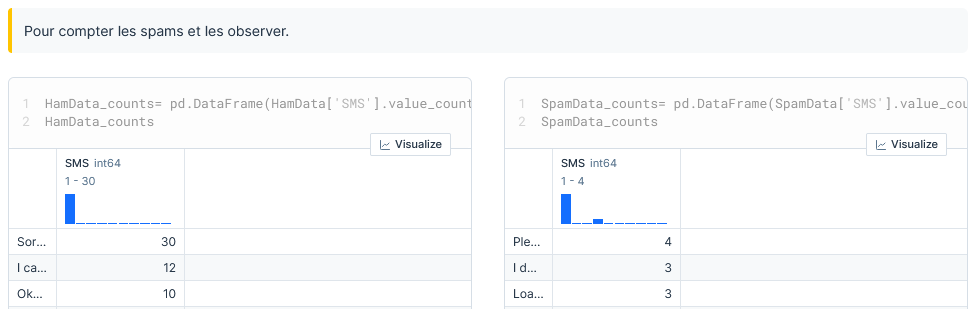 Pour compter les spams et les observer.
1 HamData_counts= pd.DataFrame(HamData['SMS'].value_count
2 HamData_counts
Visualize
SMS int64
1 - 30
Sor... 30
I ca... 12
Ok... 10
1 SpamData_counts= pd.DataFrame(SpamData['SMS'].value_cou
2 SpamData_counts
Visualize
SMS int64
1 - 4
Ple... 4
I d... 3
Loa... 3